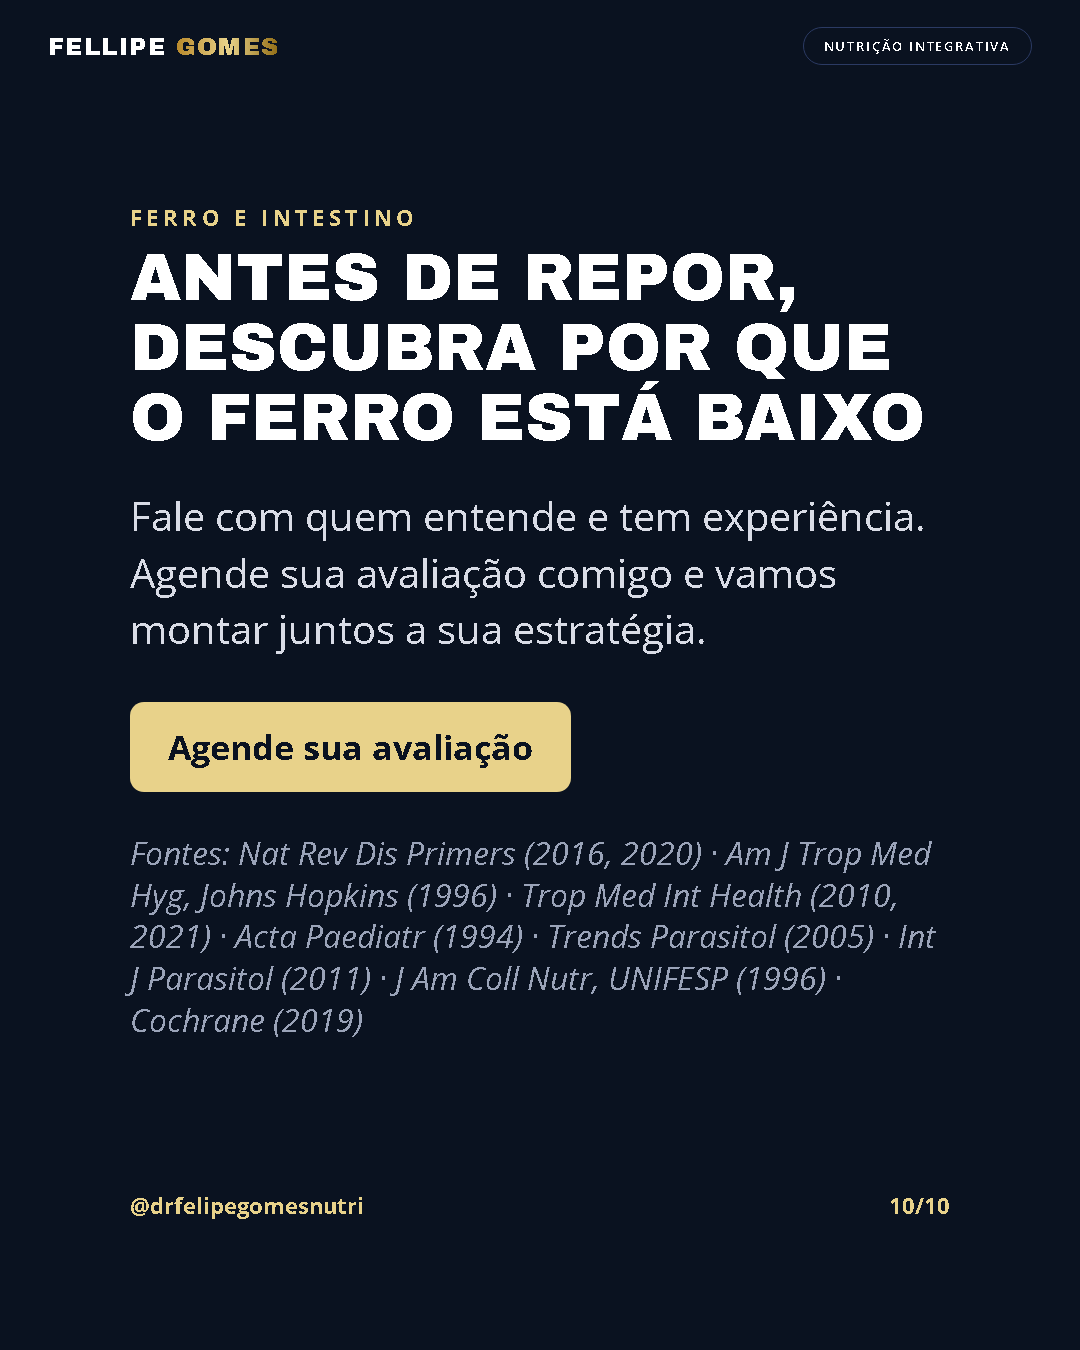 FELLIPE GOMES
NUTRIÇÃO INTEGRATIVA
FERRO E INTESTINO
ANTES DE REPOR,
DESCUBRA POR QUE
O FERRO ESTÁ BAIXO
Fale com quem entende e tem experiência.
Agende sua avaliação comigo e vamos
montar juntos a sua estratégia.
Agende sua avaliação
Fontes: Nat Rev Dis Primers (2016, 2020) · Am J Trop Med
Hyg, Johns Hopkins (1996) · Trop Med Int Health (2010,
2021) · Acta Paediatr (1994) · Trends Parasitol (2005) · Int
J Parasitol (2011) · J Am Coll Nutr, UNIFESP (1996) ·
Cochrane (2019)
@drfelipegomesnutri
10/10